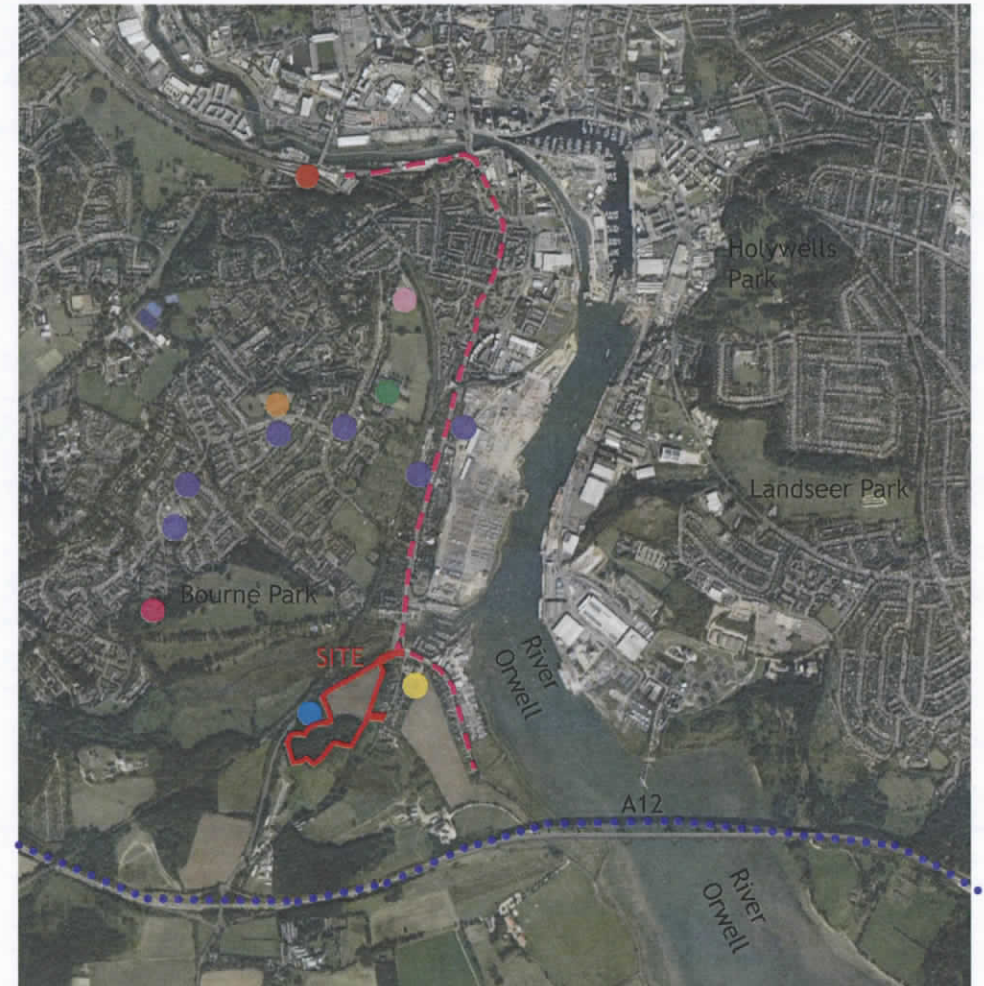 Holywells
Park
Landseer Park
Bourne Park
SITE
River
Orwell
A12
River
Orwell